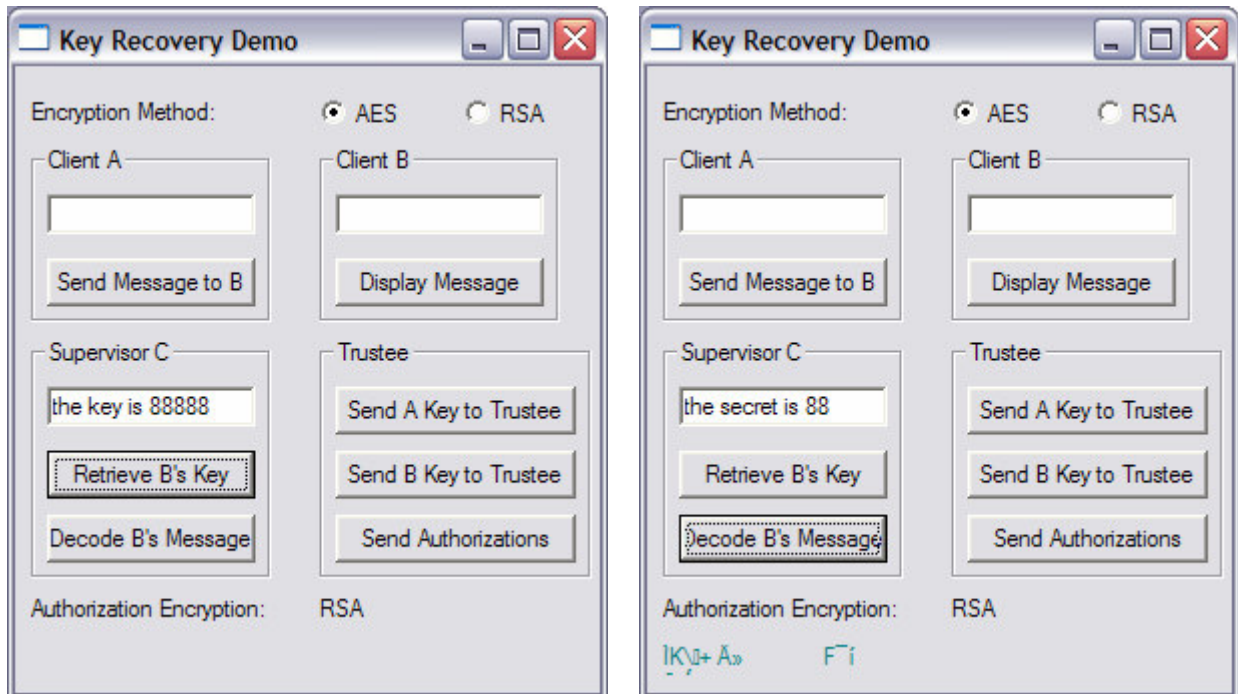 Key Recovery Demo
Encryption Method: AES RSA
Client A Client B
Send Message to B Display Message
Supervisor C Trustee
the key is 88888 Send A Key to Trustee
Retrieve B's Key Send B Key to Trustee
Decode B's Message Send Authorizations
Authorization Encryption: RSA
Key Recovery Demo
Encryption Method: AES RSA
Client A Client B
Send Message to B Display Message
Supervisor C Trustee
the secret is 88 Send A Key to Trustee
Retrieve B's Key Send B Key to Trustee
Decode B's Message Send Authorizations
Authorization Encryption: RSA